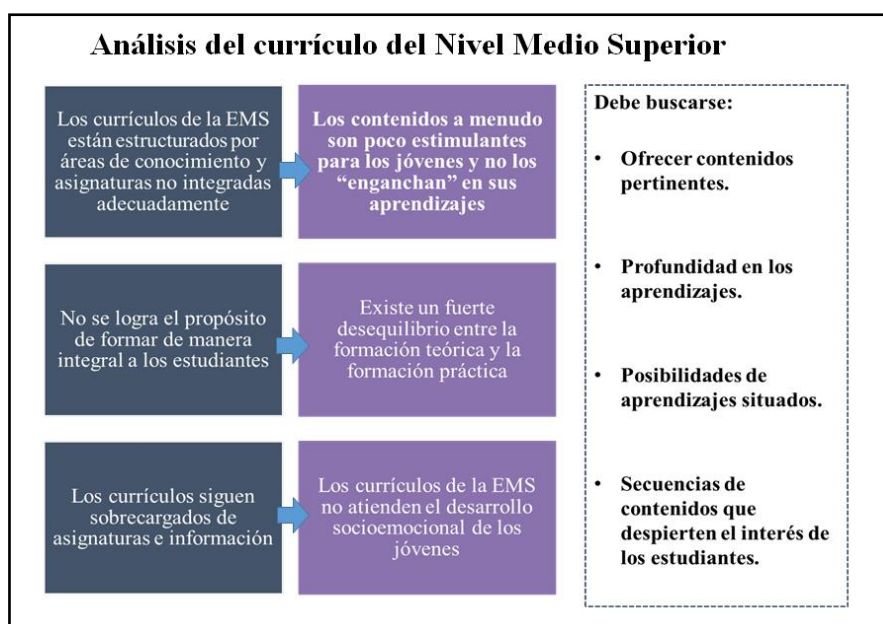 Análisis del currículo del Nivel Medio Superior
Los currículos de la EMS
están estructurados por
áreas de conocimiento y
asignaturas no integradas
adecuadamente
Los contenidos a menudo
son poco estimulantes
para los jóvenes y no los
“enganchan” en sus
aprendizajes
No se logra el propósito
de formar de manera
integral a los estudiantes
Existe un fuerte
desequilibrio entre la
formación teórica y la
formación práctica
Los currículos siguen
sobrecargados de
asignaturas e información
Los currículos de la EMS
no atienden el desarrollo
socioemocional de los
jóvenes
Debe buscarse:
• Ofrecer contenidos
pertinentes.
• Profundidad en los
aprendizajes.
• Posibilidades de
aprendizajes situados.
• Secuencias de
contenidos que
despierten el interés de
los estudiantes.